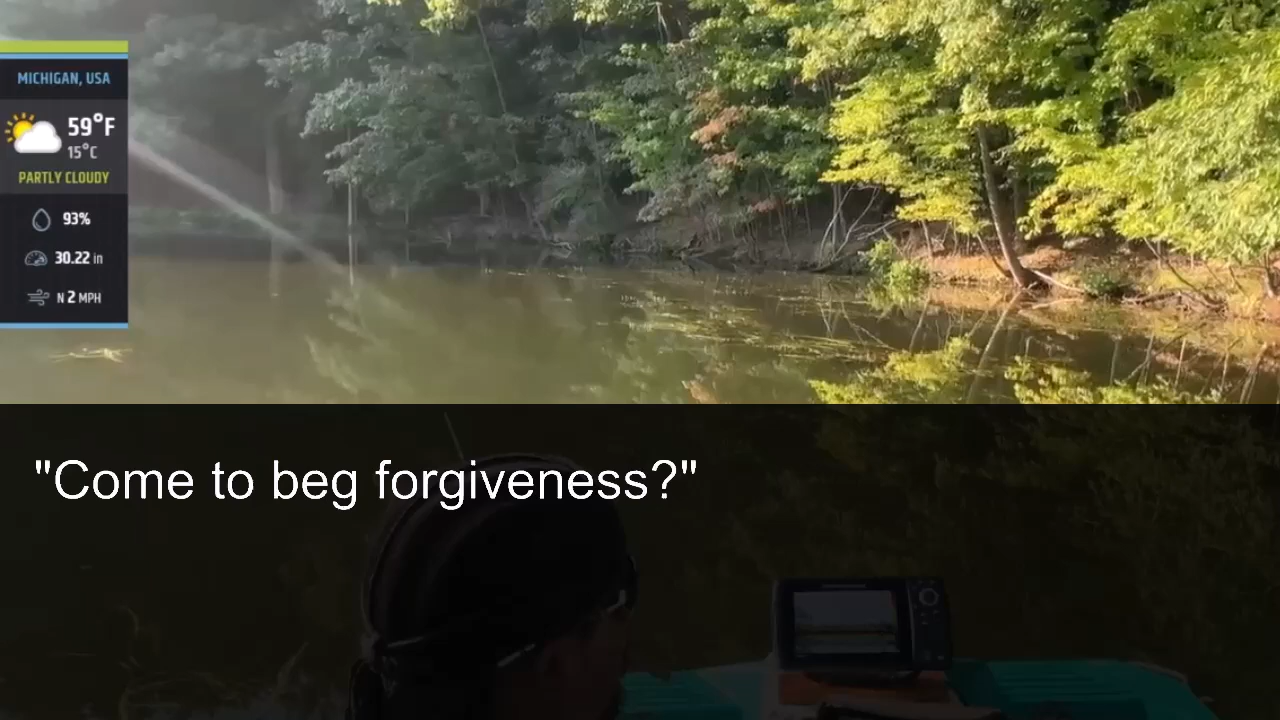 MICHIGAN, USA
59°F
15°C
PARTLY CLOUDY
93%
30.22 in
N 2 MPH
"Come to beg forgiveness?"